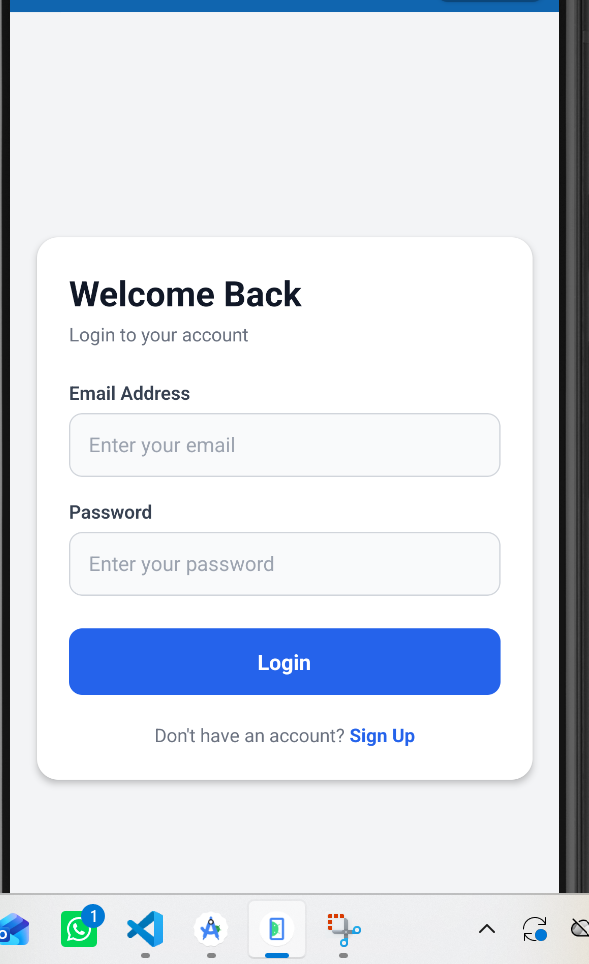 Welcome Back
Login to your account
Email Address
Enter your email
Password
Enter your password
Login
Don't have an account? Sign Up
1